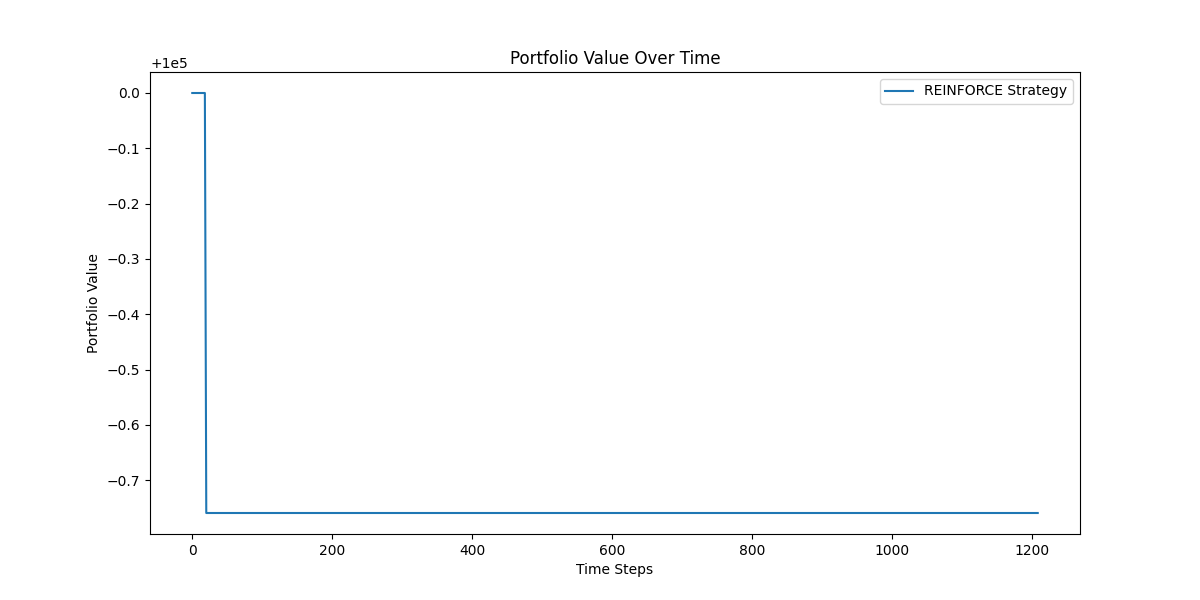 Portfolio Value Over Time
+1e5
REINFORCE Strategy
0.0
−0.1
−0.2
−0.3
−0.4
−0.5
−0.6
−0.7
Portfolio Value
0 200 400 600 800 1000 1200
Time Steps